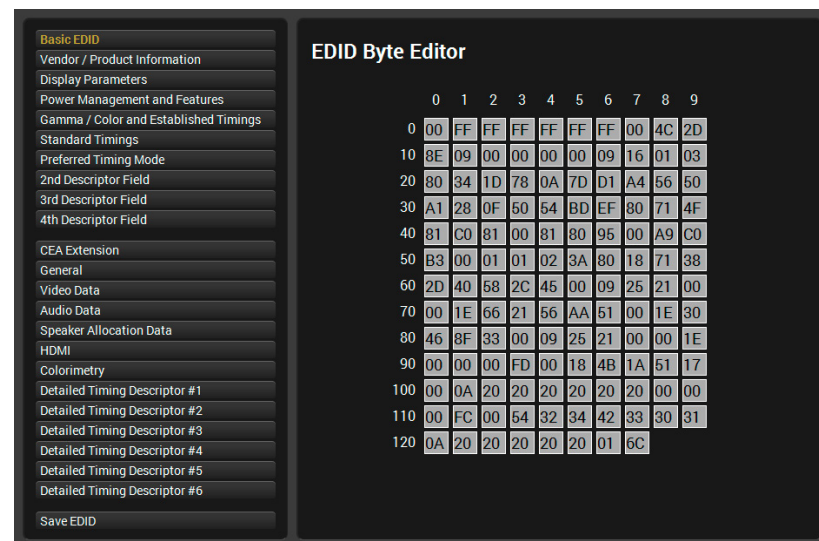 Basic EDID
Vendor / Product Information
Display Parameters
Power Management and Features
Gamma / Color and Established Timings
Standard Timings
Preferred Timing Mode
2nd Descriptor Field
3rd Descriptor Field
4th Descriptor Field
CEA Extension
General
Video Data
Audio Data
Speaker Allocation Data
HDMI
Colorimetry
Detailed Timing Descriptor #1
Detailed Timing Descriptor #2
Detailed Timing Descriptor #3
Detailed Timing Descriptor #4
Detailed Timing Descriptor #5
Detailed Timing Descriptor #6
Save EDID
EDID Byte Editor
0 1 2 3 4 5 6 7 8 9
0 00 FF FF FF FF FF FF 00 4C 2D
10 8E 09 00 00 00 00 09 16 01 03
20 80 34 1D 78 0A 7D D1 A4 56 50
30 A1 28 0F 50 54 BD EF 80 71 4F
40 81 C0 81 00 81 80 95 00 A9 C0
50 B3 00 01 01 02 3A 80 18 71 38
60 2D 40 58 2C 45 00 09 25 21 00
70 00 1E 66 21 56 AA 51 00 1E 30
80 46 8F 33 00 09 25 21 00 00 1E
90 00 00 00 FD 00 18 4B 1A 51 17
100 00 0A 20 20 20 20 20 20 00 00
110 00 FC 00 54 32 34 42 33 30 31
120 0A 20 20 20 20 20 01 6C